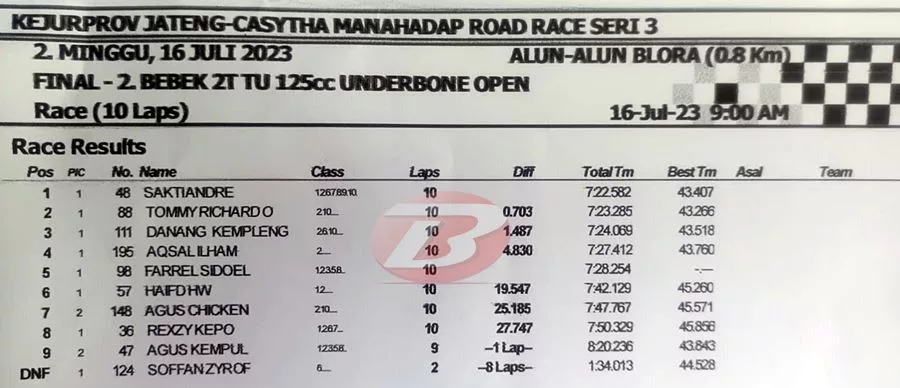 KEJURPROV JATENG-CASYTHA MANAHADAP ROAD RACE SERI 3
2. MINGGU, 16 JULI 2023 ALUN-ALUN BLORA (0.8 Km)
FINAL - 2. BEBEK 2T TU 125cc UNDERBONE OPEN
Race (10 Laps) 16-Jul-23 9:00 AM
Race Results
Pos PIC No. Name Class Laps Diff Total Tm Best Tm Asal Team
1 1 48 SAKTIANDRE 1267.89.10. 10 7:22.582 43.407
2 1 88 TOMMY RICHARD O 2.10.... 10 0.703 7:23.285 43.266
3 1 111 DANANG KEMPLENG 26.10... 10 1.487 7:24.069 43.518
4 1 195 AQSAL ILHAM 2..... 10 4.830 7:27.412 43.760
5 1 98 FARREL SIDOEL 12358.. 10 7:28.254 -.---
6 1 57 HAIFD HW 12.... 10 19.547 7:42.129 45.260
7 2 148 AGUS CHICKEN 210.... 10 25.185 7:47.767 45.571
8 1 36 REXZY KEPO 1267... 10 27.747 7:50.329 45.856
9 2 47 AGUS KEMPUL 12358.. 9 --1 Lap-- 8:20.236 43.843
DNF 1 124 SOFFAN ZYROF 6..... 2 --8 Laps-- 1:34.013 44.528